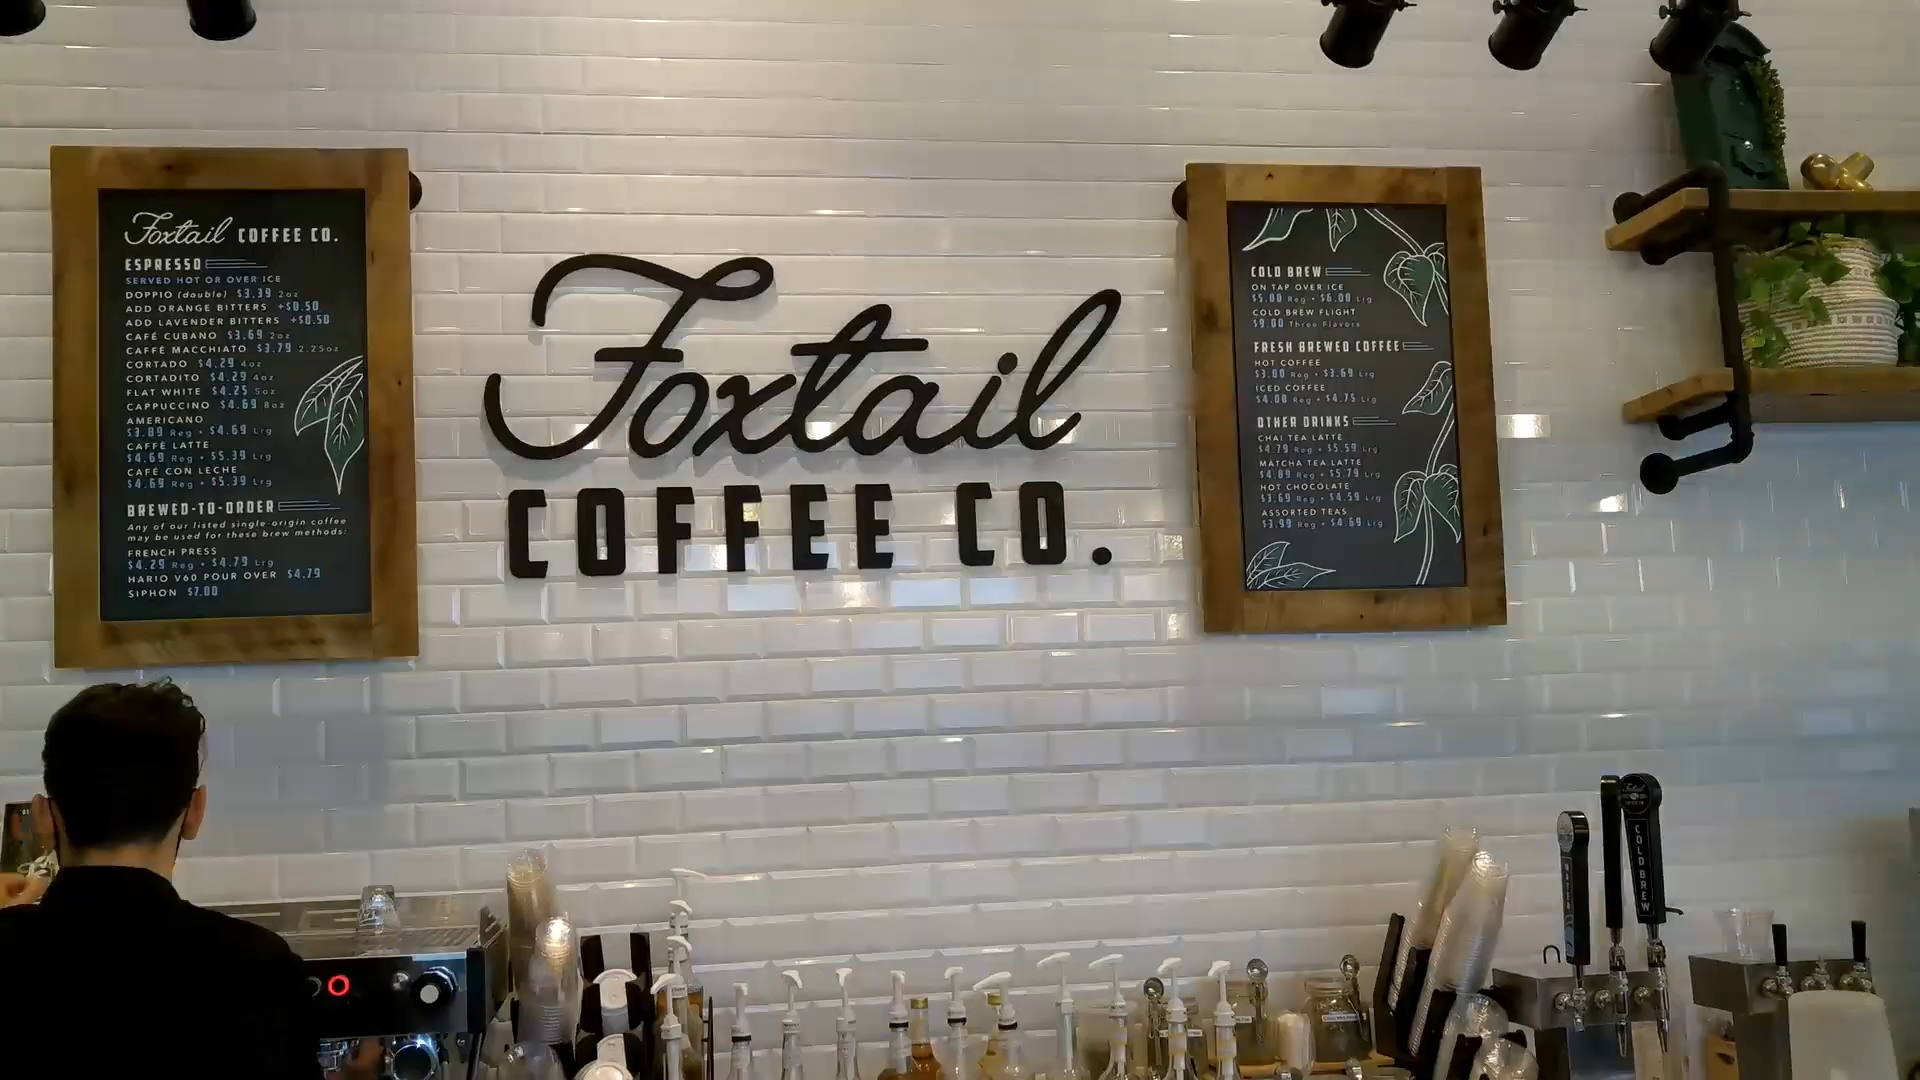 Foxtail COFFEE CO.
ESPRESSO
SERVED HOT OR OVER ICE
DOPPIO (double) $3.39 2oz
ADD ORANGE BITTERS +$0.50
ADD LAVENDER BITTERS +$0.50
CAFÉ CUBANO $3.69 2oz
CAFFÈ MACCHIATO $3.79 2.25oz
CORTADO $4.29 4oz
CORTADITO $4.29 4oz
FLAT WHITE $4.25 5oz
CAPPUCCINO $4.69 8oz
AMERICANO
$3.89 Reg • $4.69 Lrg
CAFFÈ LATTE
$4.69 Reg • $5.39 Lrg
CAFÉ CON LECHE
$4.69 Reg • $5.39 Lrg
BREWED-TO-ORDER
Any of our listed single-origin coffee
may be used for these brew methods:
FRENCH PRESS
$4.29 Reg • $4.79 Lrg
HARIO V60 POUR OVER $4.79
SIPHON $7.00
Foxtail
COFFEE CO.
COLD BREW
ON TAP OVER ICE
$5.00 Reg • $6.00 Lrg
COLD BREW FLIGHT
$9.00 Three Flavors
FRESH BREWED COFFEE
HOT COFFEE
$3.00 Reg • $3.69 Lrg
ICED COFFEE
$4.00 Reg • $4.75 Lrg
OTHER DRINKS
CHAI TEA LATTE
$4.79 Reg • $5.59 Lrg
MATCHA TEA LATTE
$4.89 Reg • $5.79 Lrg
HOT CHOCOLATE
$3.69 Reg • $4.59 Lrg
ASSORTED TEAS
$3.99 Reg • $4.69 Lrg
COLD BREW